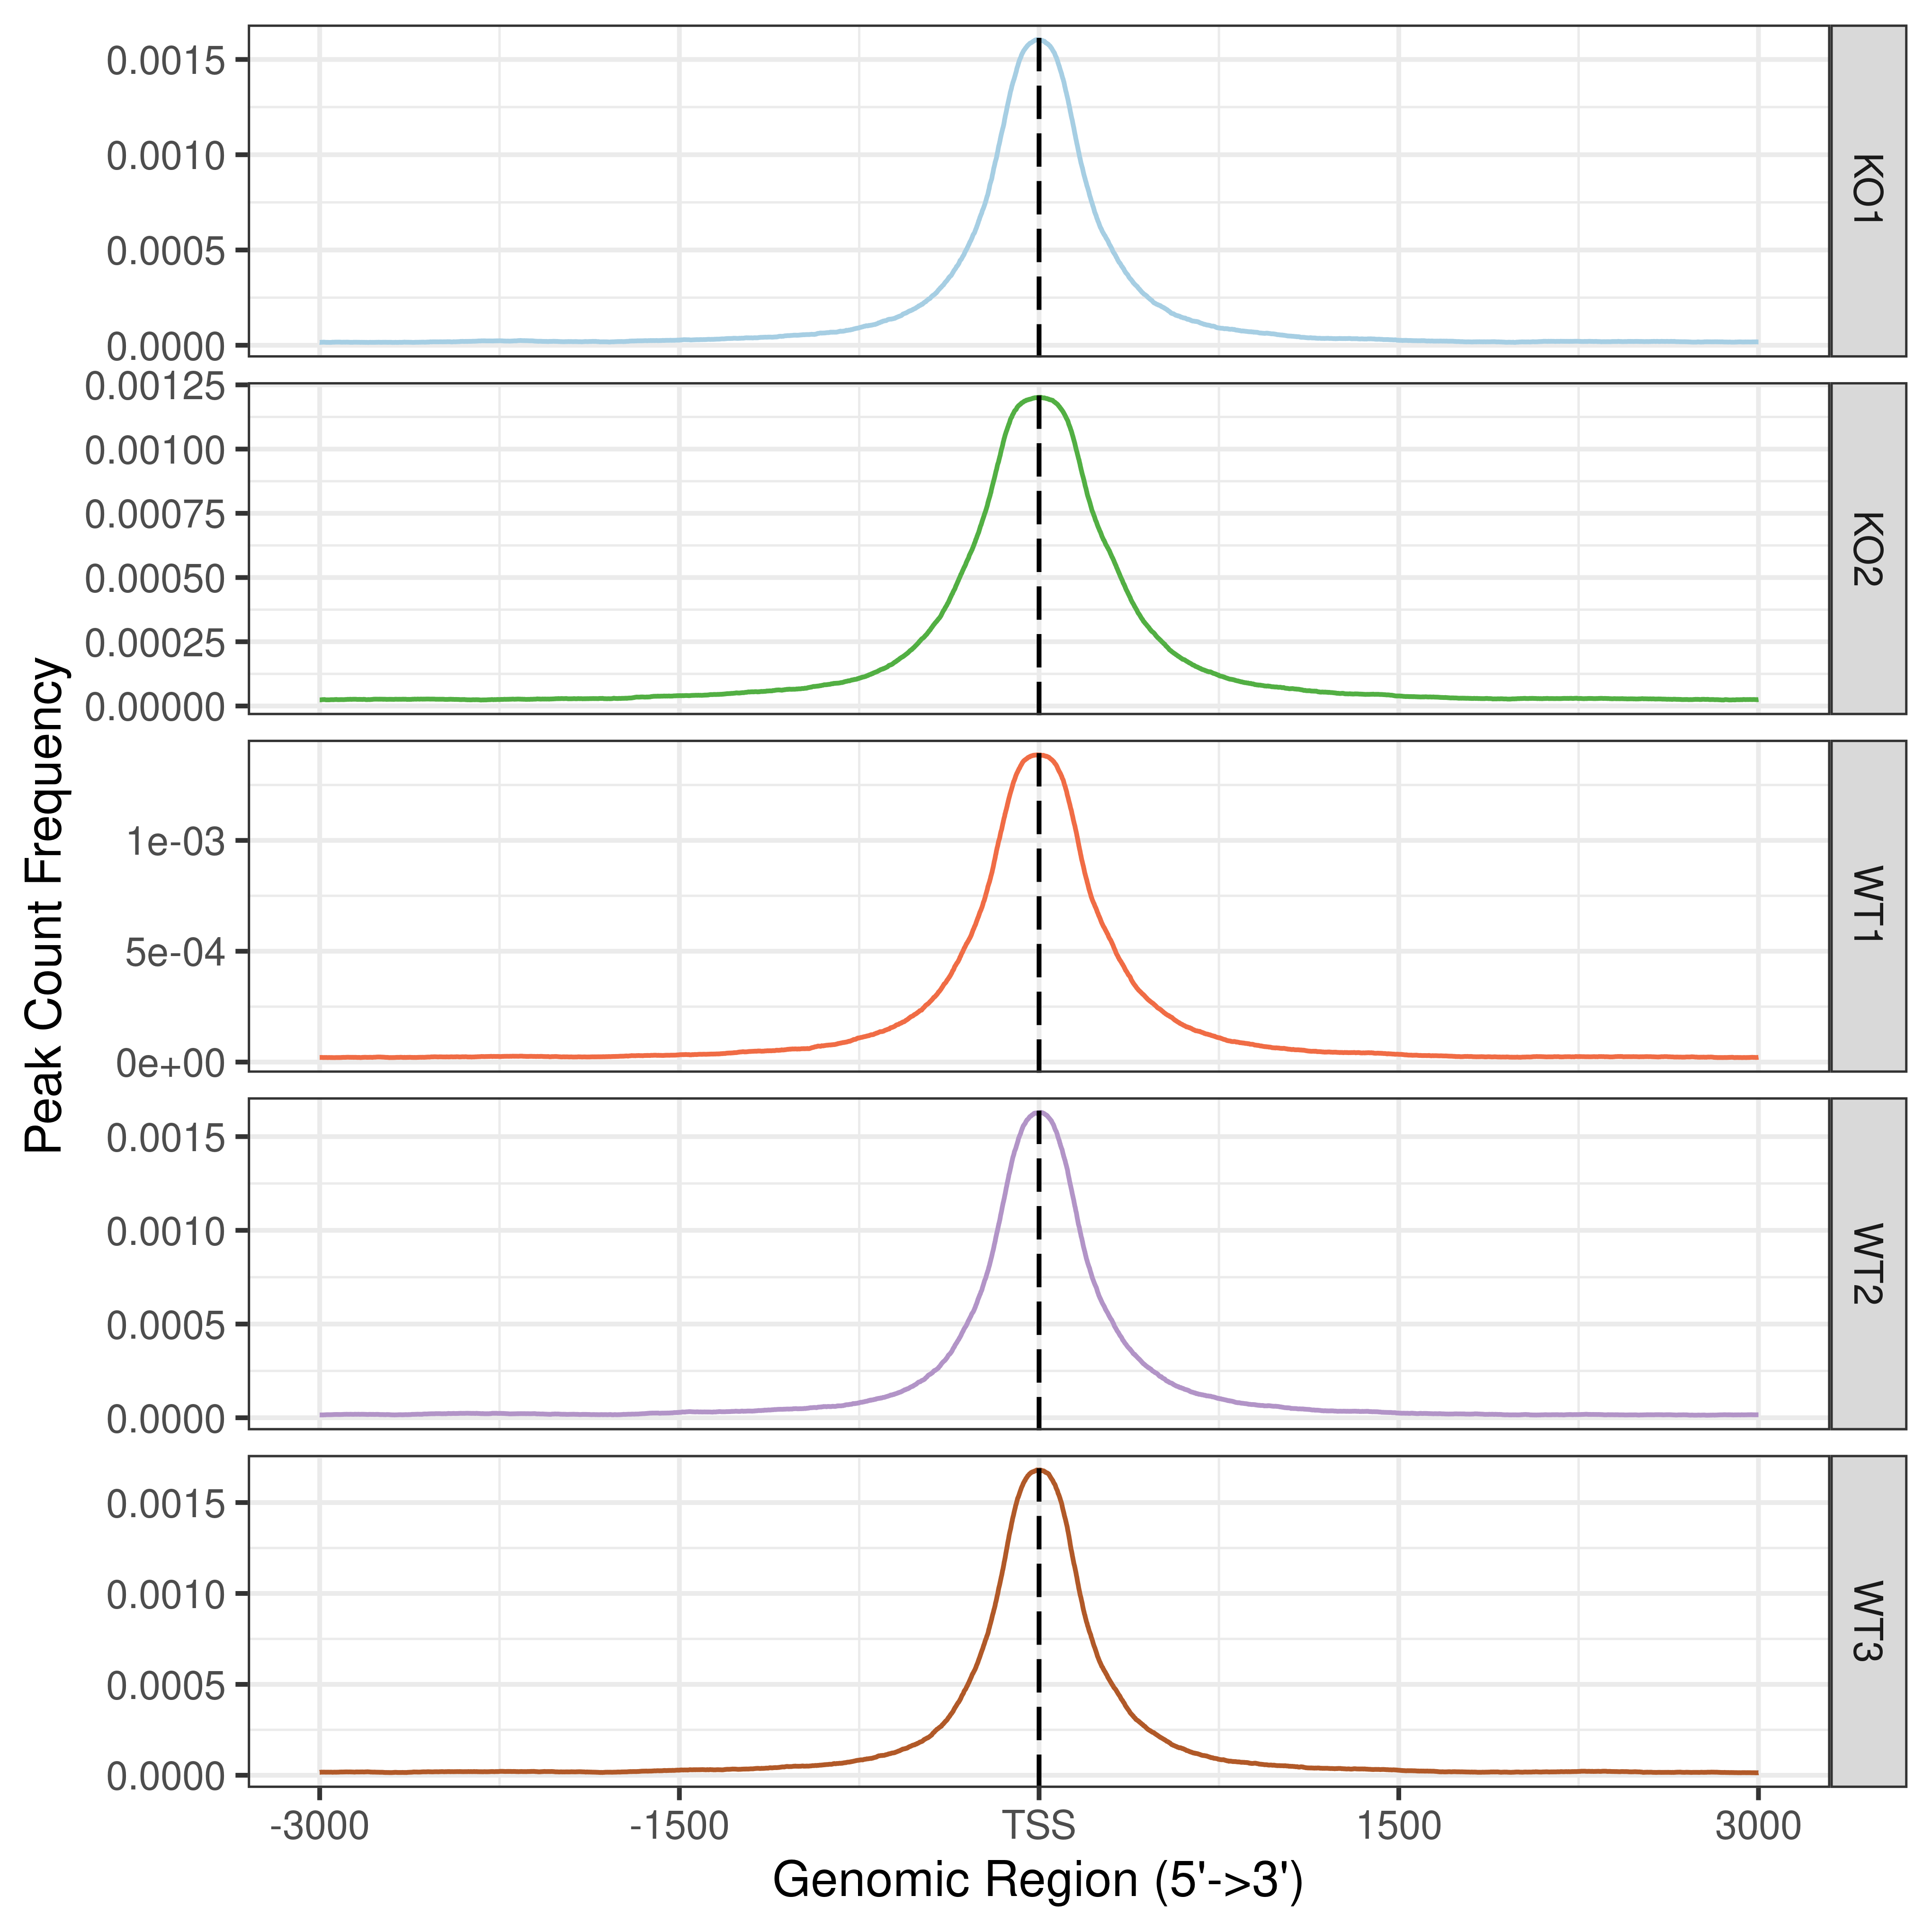 Peak Count Frequency
0.0015
0.0010
0.0005
0.0000
KO1
0.00125
0.00100
0.00075
0.00050
0.00025
0.00000
KO2
1e-03
5e-04
0e+00
WT1
0.0015
0.0010
0.0005
0.0000
WT2
0.0015
0.0010
0.0005
0.0000
WT3
-3000 -1500 TSS 1500 3000
Genomic Region (5'->3')